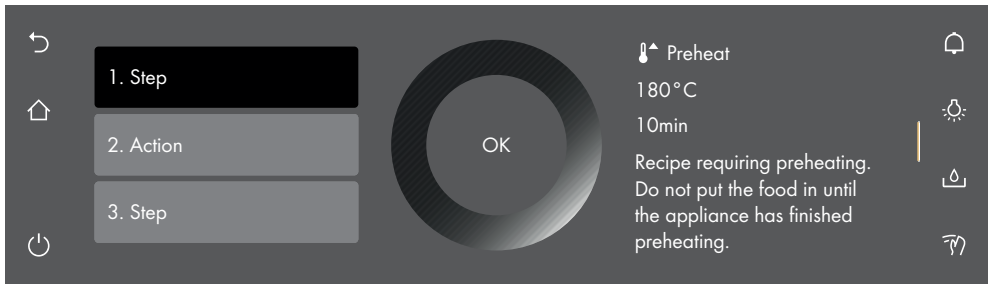 1. Step
2. Action
3. Step
OK
Preheat
180°C
10min
Recipe requiring preheating.
Do not put the food in until
the appliance has finished
preheating.